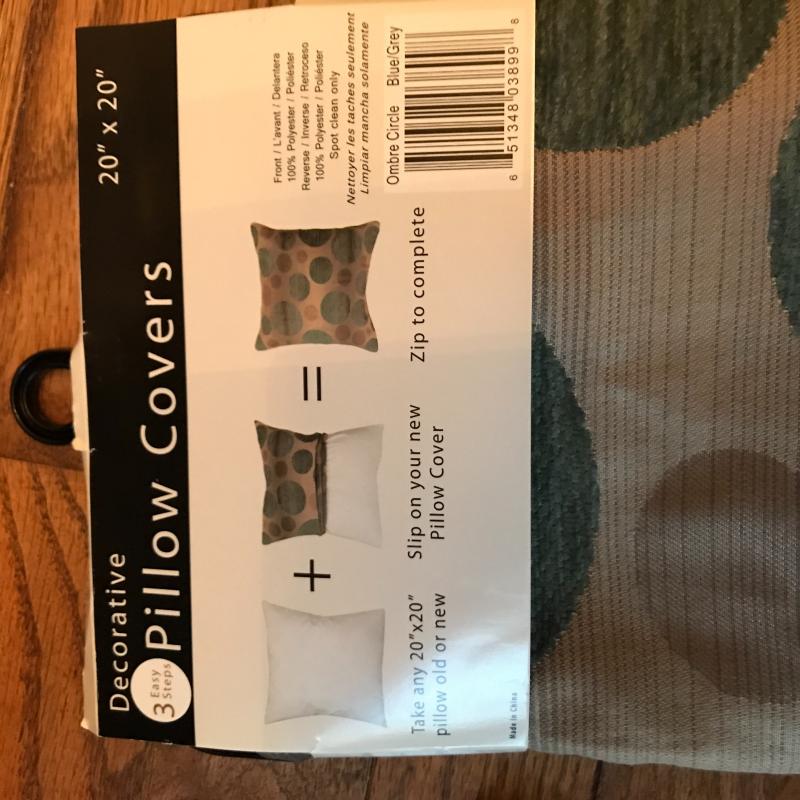 Decorative
20" x 20"
3 Easy
Steps
Pillow Covers
Front / L'avant / Delantera
100% Polyester / Poliéster
Reverse / Inverse / Retroceso
100% Polyester / Poliéster
Spot clean only
Nettoyer les taches seulement
Limpiar mancha solamente
+
=
Take any 20"x20"
pillow old or new
Slip on your new
Pillow Cover
Zip to complete
Ombre Circle Blue/Grey
6 51348 03899 8
Made in China